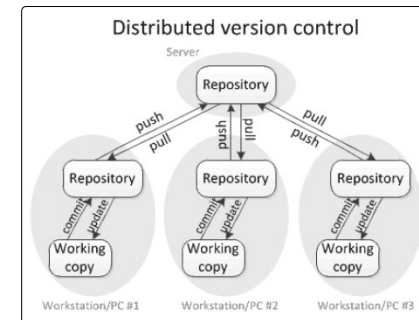 Distributed version control
Server
Repository
push
pull
push
pull
pull
push
Repository
Repository
Repository
commit
update
commit
update
commit
update
Working
copy
Working
copy
Working
copy
Workstation/PC #1
Workstation/PC #2
Workstation/PC #3